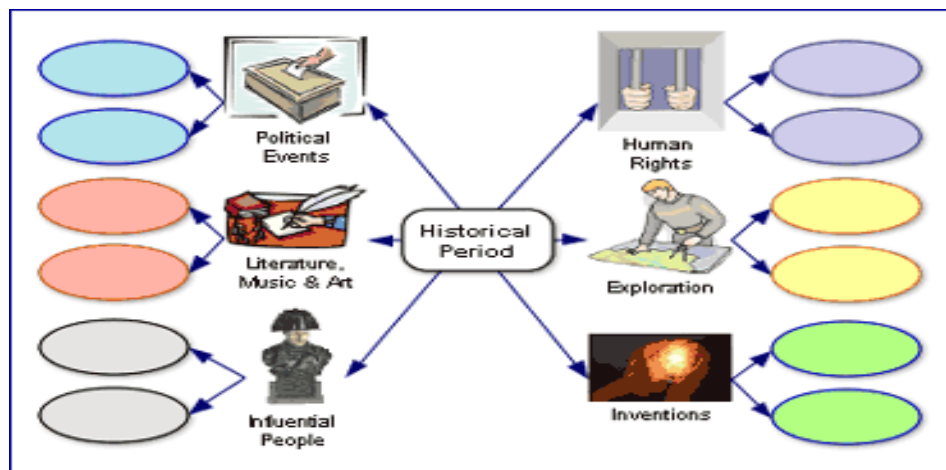 Political
Events
Human
Rights
Historical
Period
Literature,
Music & Art
Exploration
Influential
People
Inventions